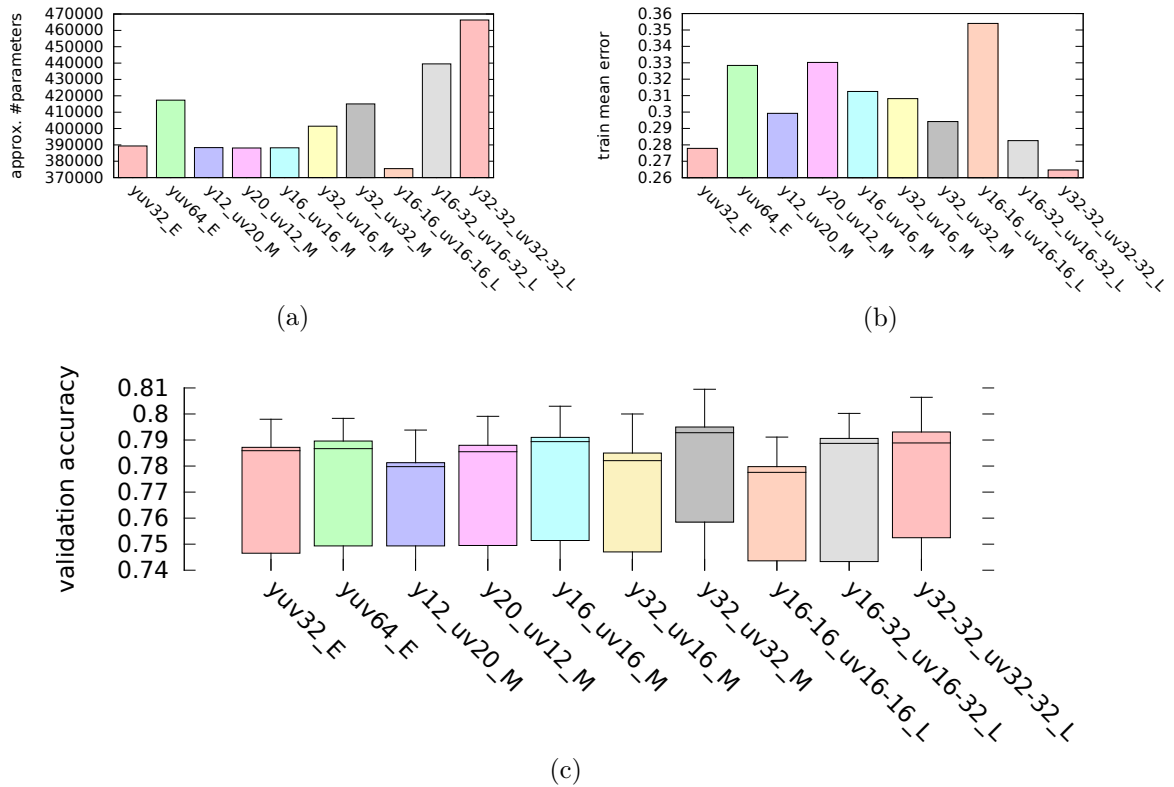 approx. #parameters
470000
460000
450000
440000
430000
420000
410000
400000
390000
380000
370000
yuv32_E
yuv64_E
y12_uv20_M
y20_uv12_M
y16_uv16_M
y32_uv16_M
y32_uv32_M
y16-16_uv16-16_L
y16-32_uv16-32_L
y32-32_uv32-32_L
(a)
train mean error
0.36
0.35
0.34
0.33
0.32
0.31
0.3
0.29
0.28
0.27
0.26
yuv32_E
yuv64_E
y12_uv20_M
y20_uv12_M
y16_uv16_M
y32_uv16_M
y32_uv32_M
y16-16_uv16-16_L
y16-32_uv16-32_L
y32-32_uv32-32_L
(b)
validation accuracy
0.81
0.8
0.79
0.78
0.77
0.76
0.75
0.74
yuv32_E
yuv64_E
y12_uv20_M
y20_uv12_M
y16_uv16_M
y32_uv16_M
y32_uv32_M
y16-16_uv16-16_L
y16-32_uv16-32_L
y32-32_uv32-32_L
(c)